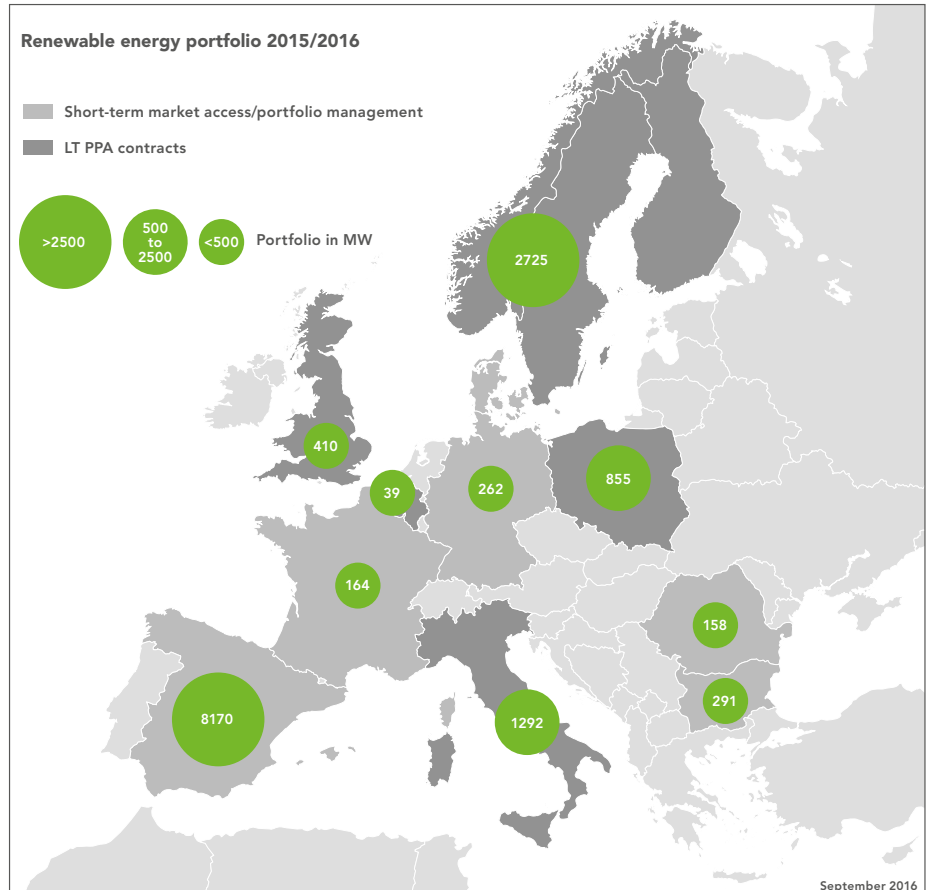 Renewable energy portfolio 2015/2016
Short-term market access/portfolio management
LT PPA contracts
>2500
500
to
2500
<500
Portfolio in MW
2725
410
39
262
855
164
158
291
8170
1292
September 2016